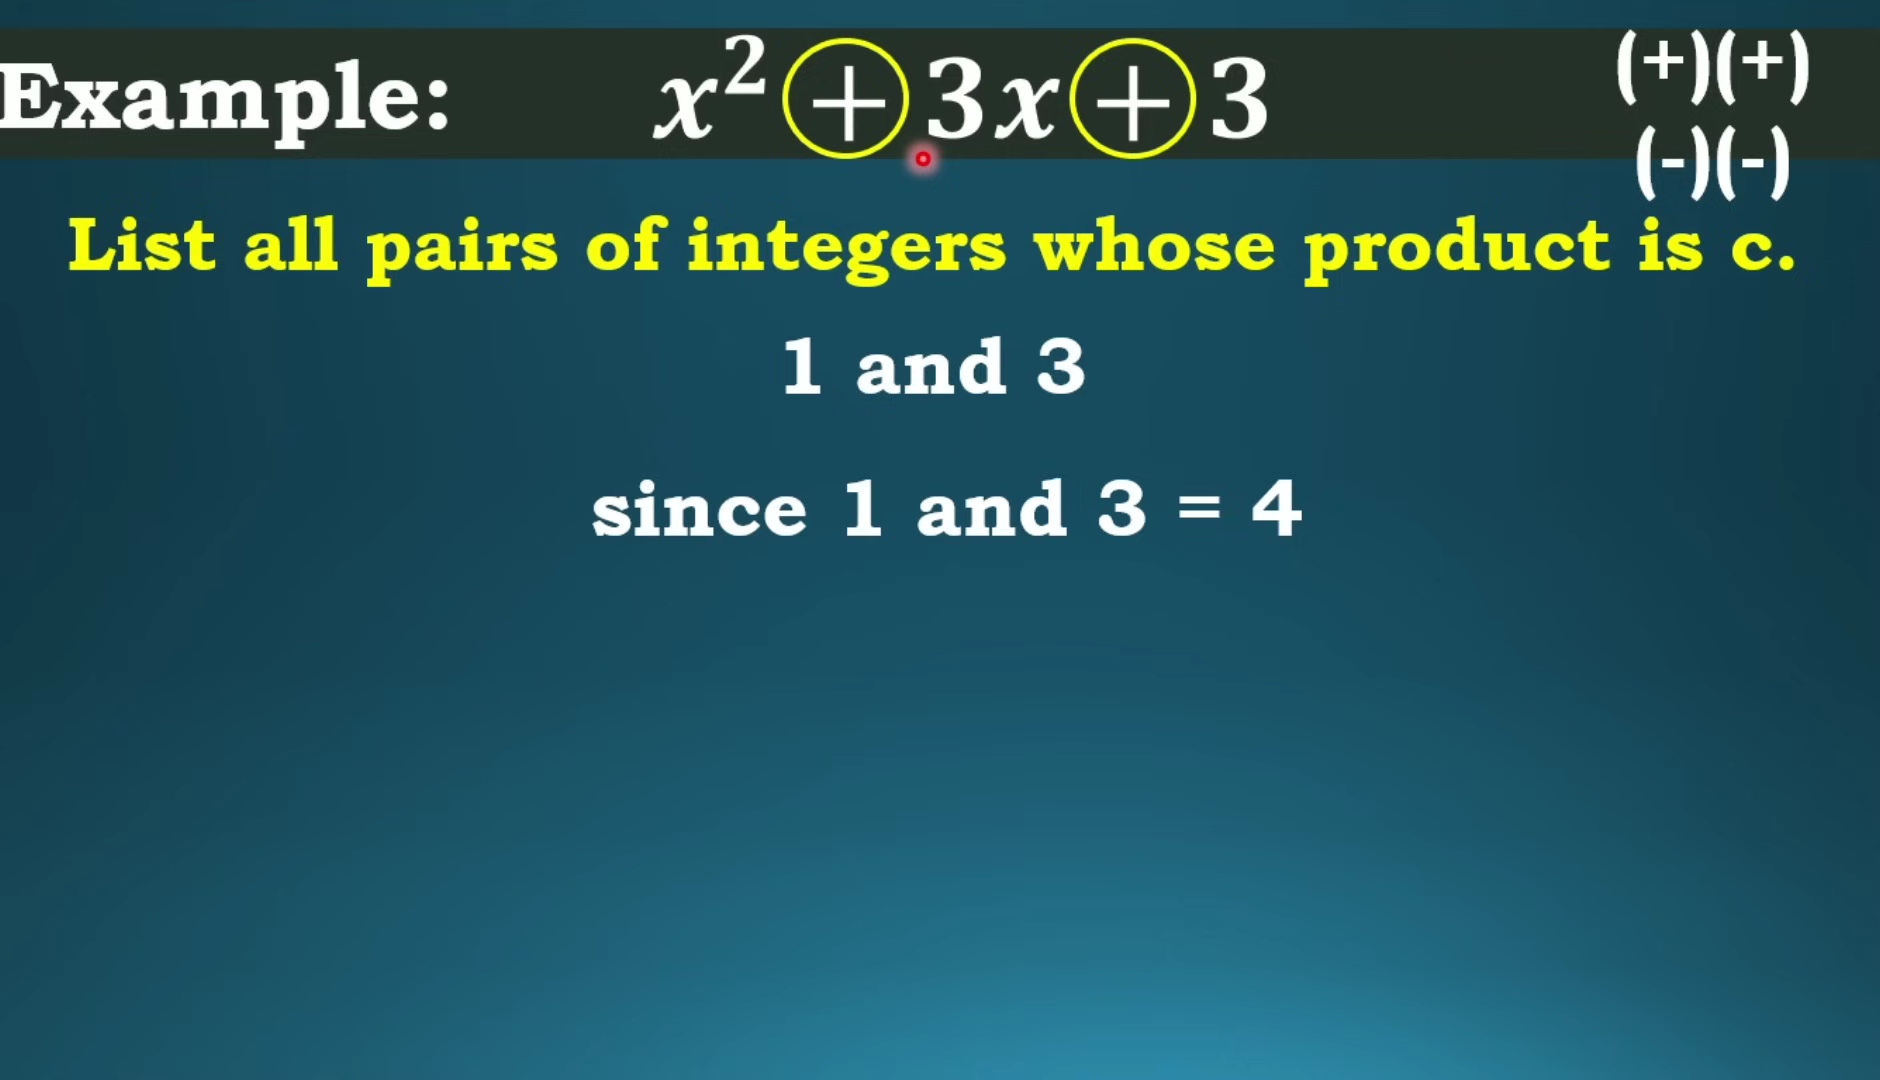 Example: x² + 3x + 3
(+)(+)
(-)(-)
List all pairs of integers whose product is c.
1 and 3
since 1 and 3 = 4